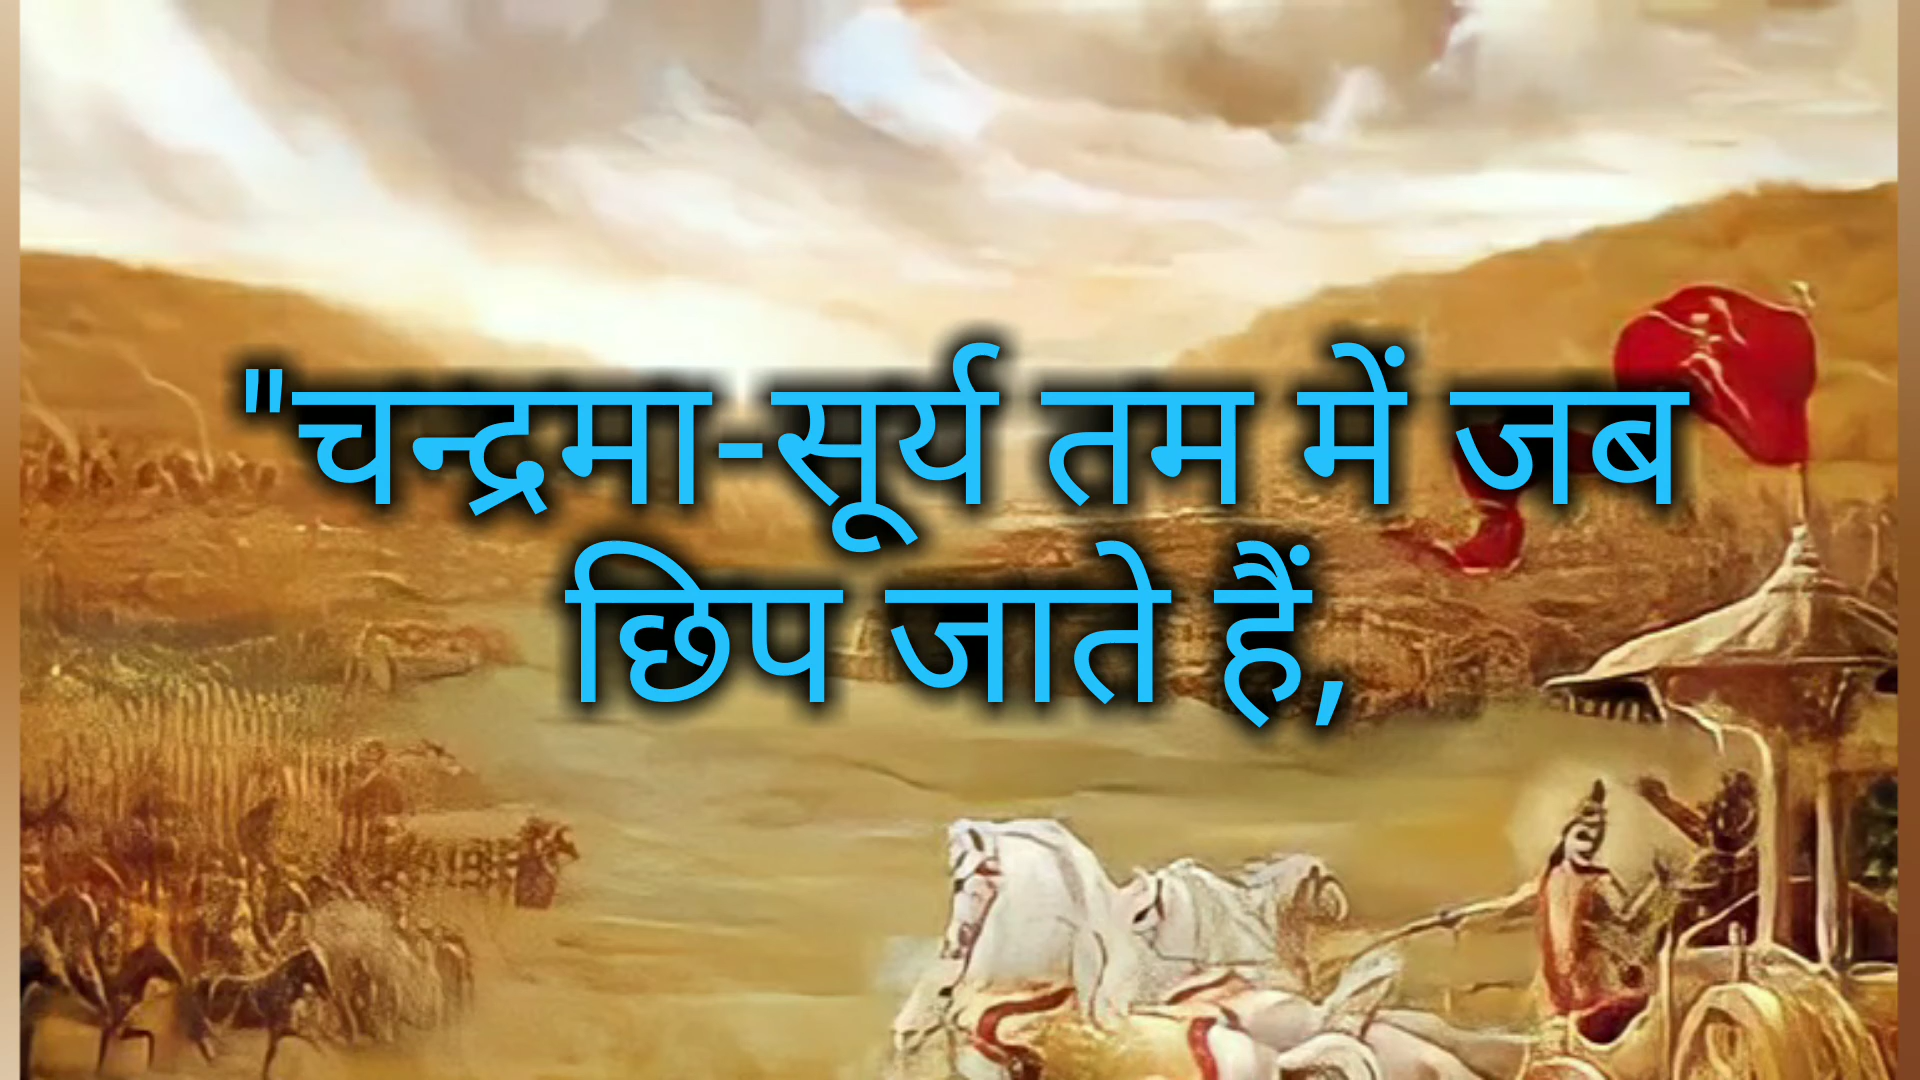 "चन्द्रमा-सूर्य तम में जब
छिप जाते हैं,